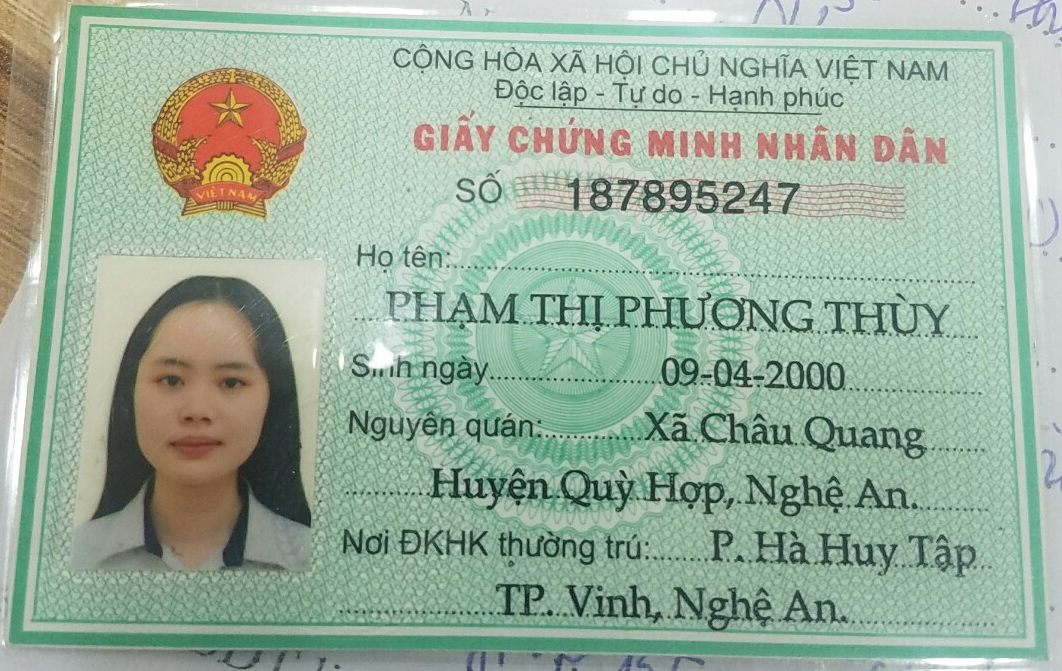 CỘNG HÒA XÃ HỘI CHỦ NGHĨA VIỆT NAM
Độc lập - Tự do - Hạnh phúc
GIẤY CHỨNG MINH NHÂN DÂN
SỐ 187895247
VIỆT NAM
Họ tên:
PHẠM THỊ PHƯƠNG THÙY
Sinh ngày 09-04-2000
Nguyên quán: Xã Châu Quang
Huyện Quỳ Hợp, Nghệ An.
Nơi ĐKHK thường trú: P. Hà Huy Tập
TP. Vinh, Nghệ An.